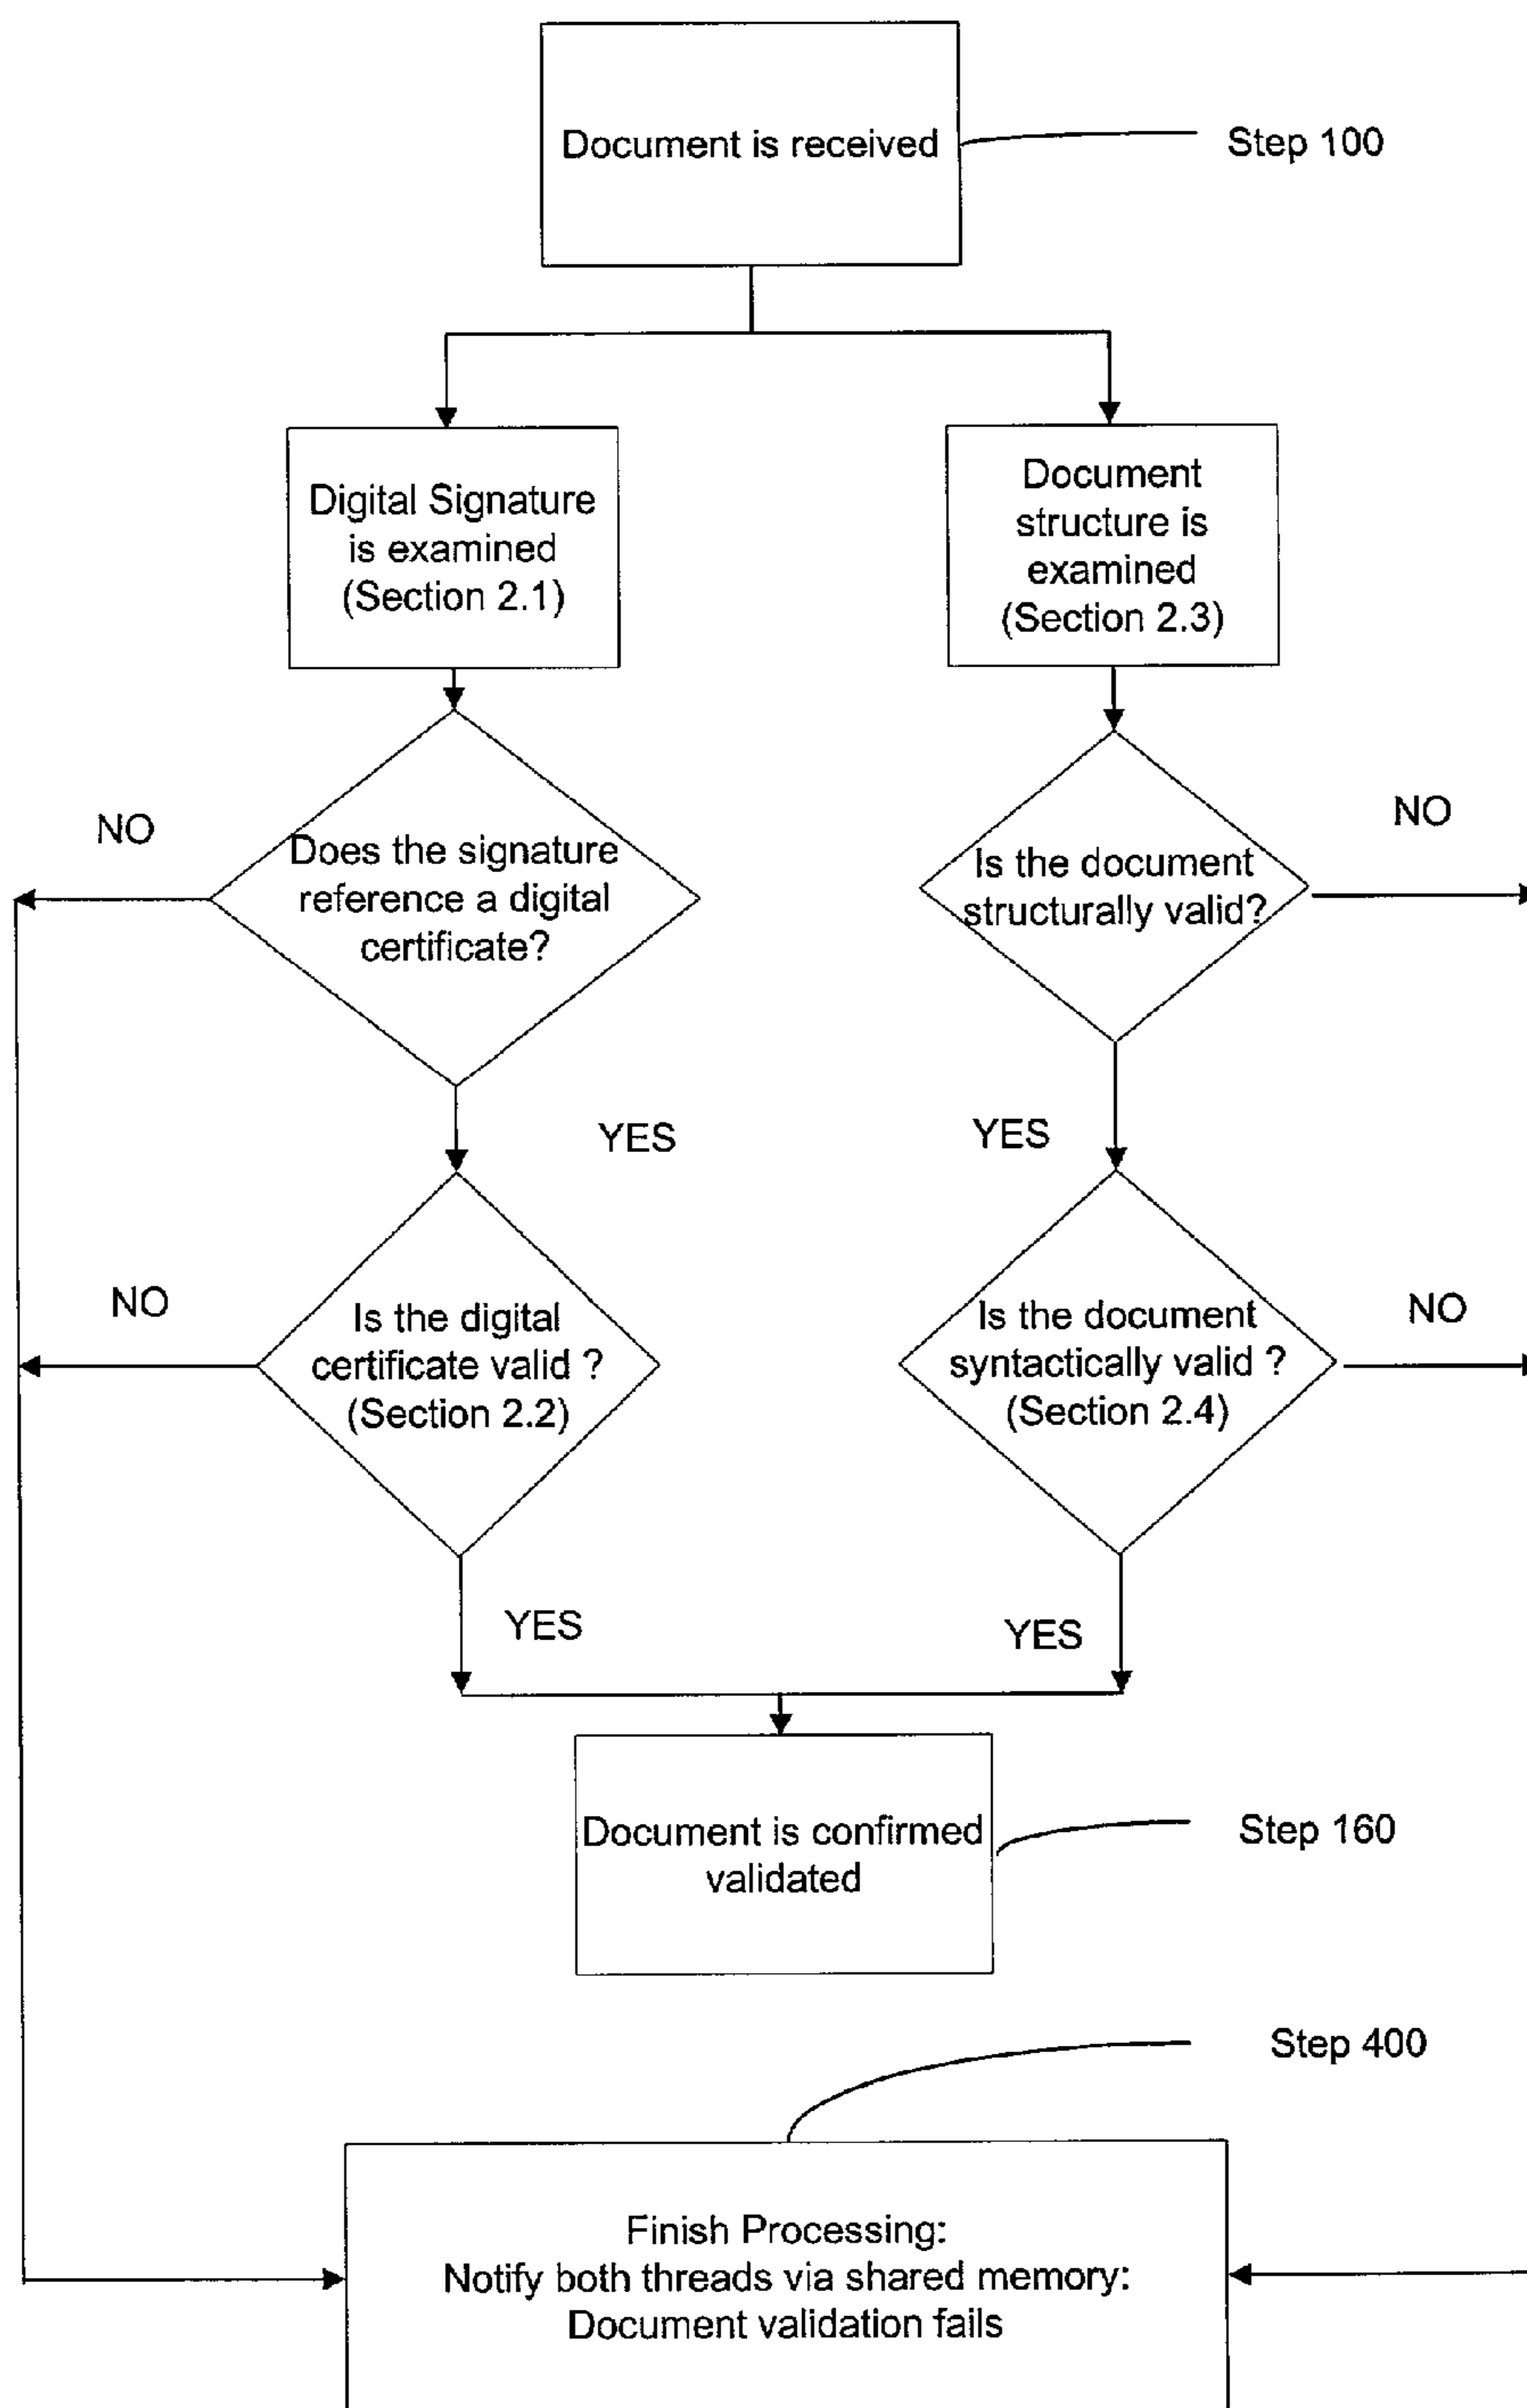 Document is received
Step 100
Digital Signature
is examined
(Section 2.1)
Document
structure is
examined
(Section 2.3)
NO
Does the signature
reference a digital
certificate?
Is the document
structurally valid?
NO
YES
YES
NO
Is the digital
certificate valid ?
(Section 2.2)
Is the document
syntactically valid ?
(Section 2.4)
NO
YES
YES
Document is confirmed
validated
Step 160
Step 400
Finish Processing:
Notify both threads via shared memory:
Document validation fails